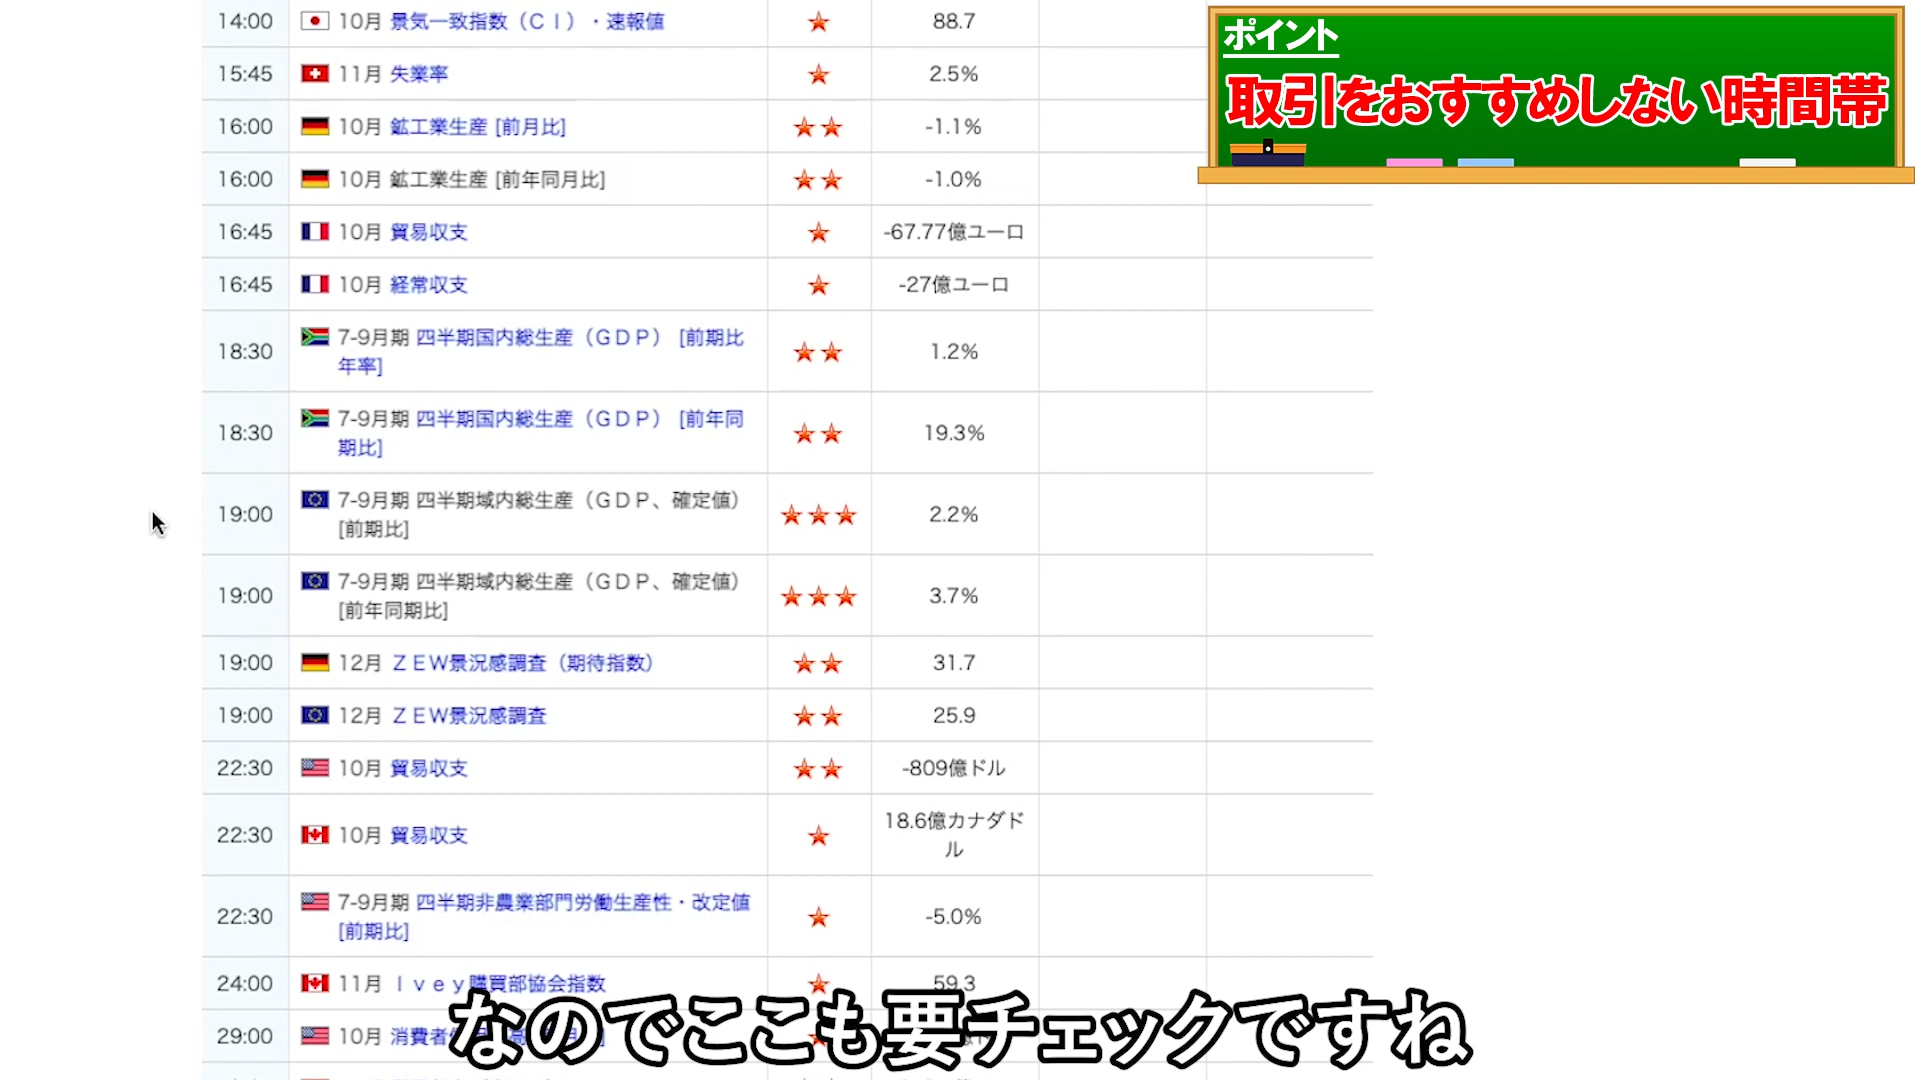 14:00 10月 景気一致指数（ＣＩ）・速報値 ★ 88.7
ポイント
取引をおすすめしない時間帯
15:45 11月 失業率 ★ 2.5%
16:00 10月 鉱工業生産 [前月比] ★★ -1.1%
16:00 10月 鉱工業生産 [前年同月比] ★★ -1.0%
16:45 10月 貿易収支 ★ -67.77億ユーロ
16:45 10月 経常収支 ★ -27億ユーロ
18:30 7-9月期 四半期国内総生産（ＧＤＰ） [前期比
年率] ★★ 1.2%
18:30 7-9月期 四半期国内総生産（ＧＤＰ） [前年同
期比] ★★ 19.3%
19:00 7-9月期 四半期域内総生産（ＧＤＰ、確定値）
[前期比] ★★★ 2.2%
19:00 7-9月期 四半期域内総生産（ＧＤＰ、確定値）
[前年同期比] ★★★ 3.7%
19:00 12月 ＺＥＷ景況感調査（期待指数） ★★ 31.7
19:00 12月 ＺＥＷ景況感調査 ★★ 25.9
22:30 10月 貿易収支 ★★ -809億ドル
22:30 10月 貿易収支 ★ 18.6億カナダド
ル
22:30 7-9月期 四半期非農業部門労働生産性・改定値
[前期比] ★ -5.0%
24:00 11月 Ｉｖｅｙ購買部協会指数 ★ 59.3
29:00 10月 消費者
なのでここも要チェックですね